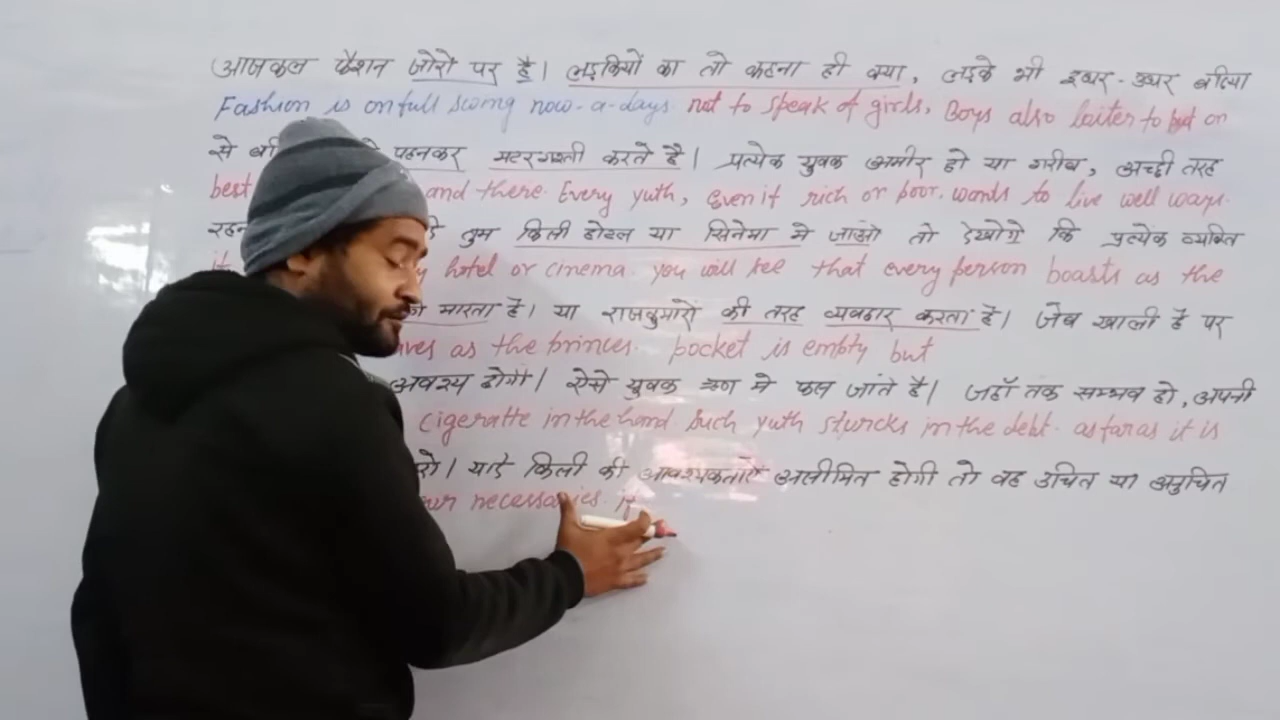 आजकल फैशन जोरो पर है। लड़कियों का तो कहना ही क्या, लड़के भी इधर-उधर बढिया
Fashion is on full swing now-a-days not to speak of girls, Boys also loiter to put on
से पहनकर मटरगश्ती करते है। प्रत्येक युवक अमीर हो या गरीब, अच्छी तरह
best and there. Every yuth, even if rich or poor. wants to live well ways.
तुम किसी होटल या सिनेमा मे जाओ तो देखोगे कि प्रत्येक व्यक्ति
hotel or cinema. you will see that every person boasts as the
मारता है। या राजकुमारो की तरह व्यवहार करता है। जेब खाली है पर
as the princes. pocket is empty but
अवश्य होगी। ऐसे युवक ऋण मे फस जाते है। जहाँ तक सम्भव हो, अपनी
cigeratte in the hand. Such yuth sturcks in the debt. as far as it is
किसी की आवश्यकताऐ असीमित होगी तो वह उचित या अनुचित
necessaries. if